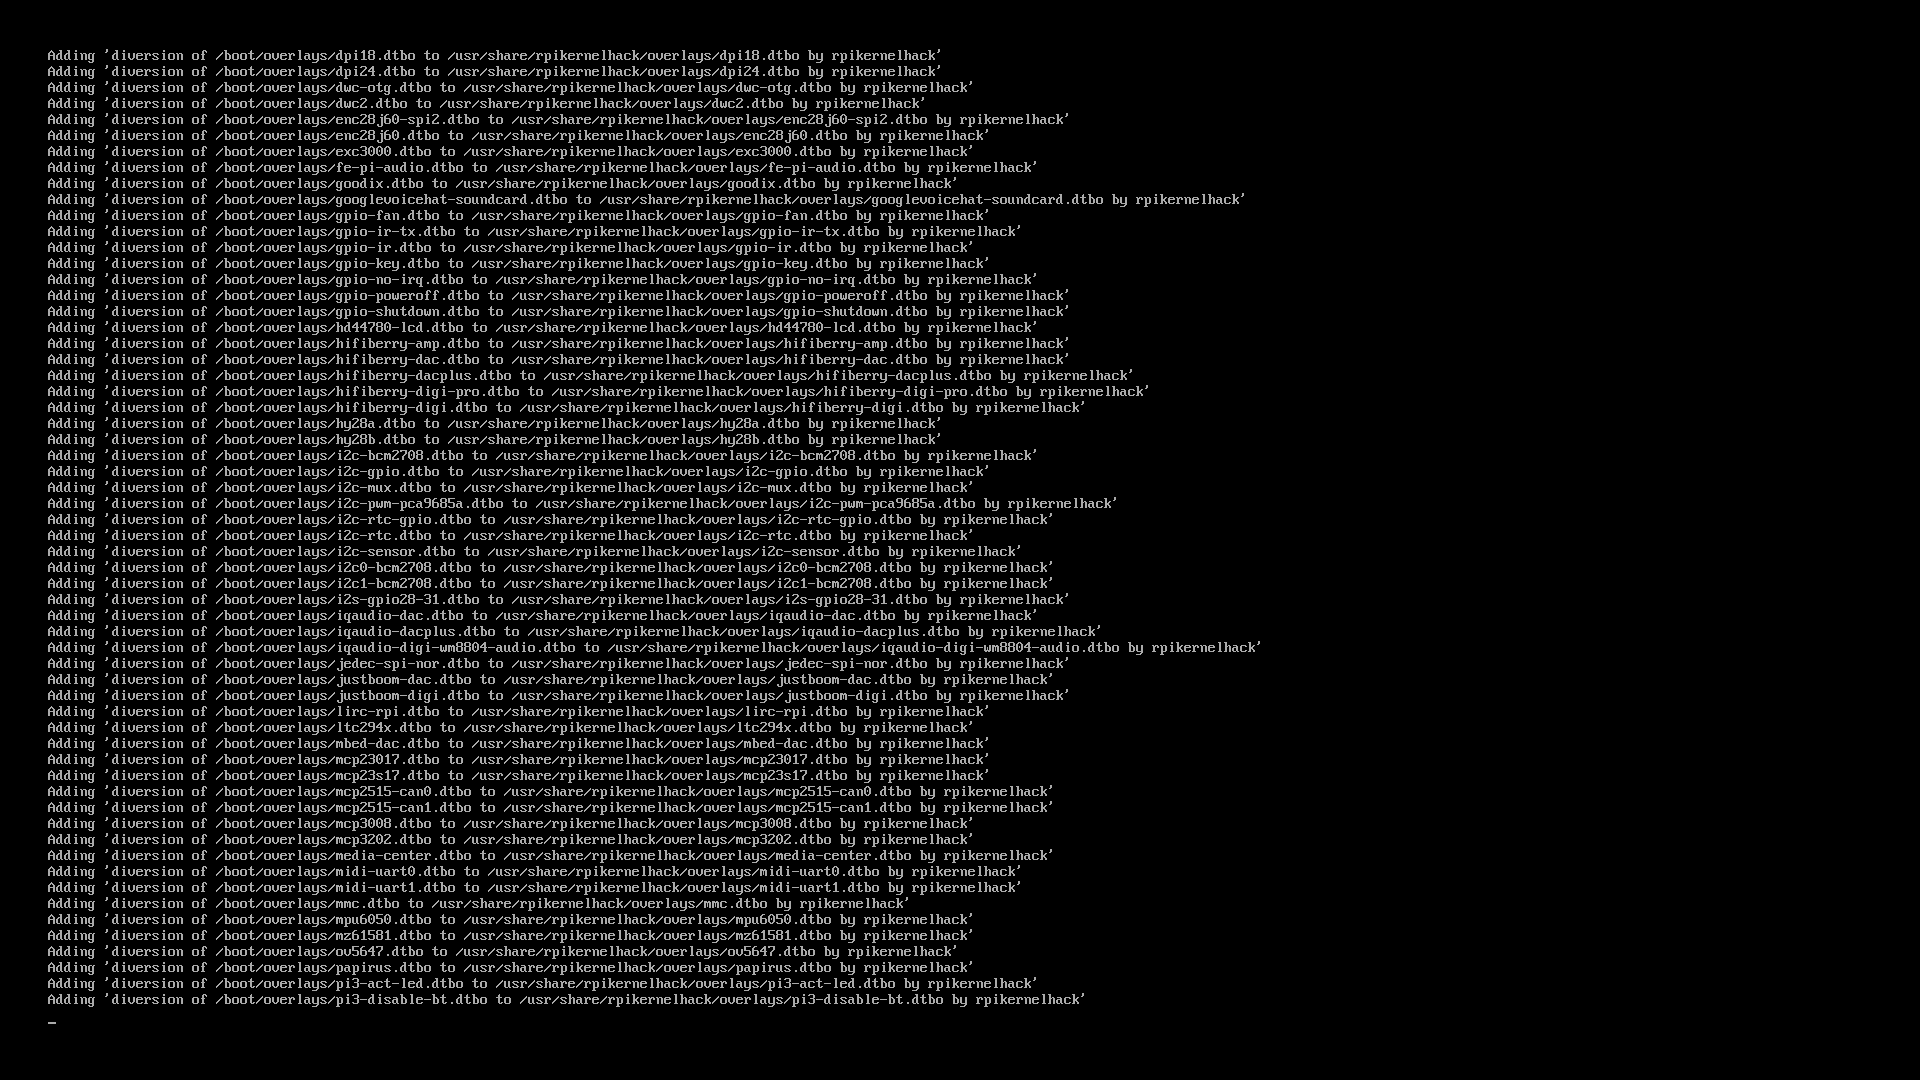 Adding 'diversion of /boot/overlays/dpi18.dtbo to /usr/share/rpikernelhack/overlays/dpi18.dtbo by rpikernelhack'
Adding 'diversion of /boot/overlays/dpi24.dtbo to /usr/share/rpikernelhack/overlays/dpi24.dtbo by rpikernelhack'
Adding 'diversion of /boot/overlays/dwc-otg.dtbo to /usr/share/rpikernelhack/overlays/dwc-otg.dtbo by rpikernelhack'
Adding 'diversion of /boot/overlays/dwc2.dtbo to /usr/share/rpikernelhack/overlays/dwc2.dtbo by rpikernelhack'
Adding 'diversion of /boot/overlays/enc28j60-spi2.dtbo to /usr/share/rpikernelhack/overlays/enc28j60-spi2.dtbo by rpikernelhack'
Adding 'diversion of /boot/overlays/enc28j60.dtbo to /usr/share/rpikernelhack/overlays/enc28j60.dtbo by rpikernelhack'
Adding 'diversion of /boot/overlays/exc3000.dtbo to /usr/share/rpikernelhack/overlays/exc3000.dtbo by rpikernelhack'
Adding 'diversion of /boot/overlays/fe-pi-audio.dtbo to /usr/share/rpikernelhack/overlays/fe-pi-audio.dtbo by rpikernelhack'
Adding 'diversion of /boot/overlays/goodix.dtbo to /usr/share/rpikernelhack/overlays/goodix.dtbo by rpikernelhack'
Adding 'diversion of /boot/overlays/googlevoicehat-soundcard.dtbo to /usr/share/rpikernelhack/overlays/googlevoicehat-soundcard.dtbo by rpikernelhack'
Adding 'diversion of /boot/overlays/gpio-fan.dtbo to /usr/share/rpikernelhack/overlays/gpio-fan.dtbo by rpikernelhack'
Adding 'diversion of /boot/overlays/gpio-ir-tx.dtbo to /usr/share/rpikernelhack/overlays/gpio-ir-tx.dtbo by rpikernelhack'
Adding 'diversion of /boot/overlays/gpio-ir.dtbo to /usr/share/rpikernelhack/overlays/gpio-ir.dtbo by rpikernelhack'
Adding 'diversion of /boot/overlays/gpio-key.dtbo to /usr/share/rpikernelhack/overlays/gpio-key.dtbo by rpikernelhack'
Adding 'diversion of /boot/overlays/gpio-no-irq.dtbo to /usr/share/rpikernelhack/overlays/gpio-no-irq.dtbo by rpikernelhack'
Adding 'diversion of /boot/overlays/gpio-poweroff.dtbo to /usr/share/rpikernelhack/overlays/gpio-poweroff.dtbo by rpikernelhack'
Adding 'diversion of /boot/overlays/gpio-shutdown.dtbo to /usr/share/rpikernelhack/overlays/gpio-shutdown.dtbo by rpikernelhack'
Adding 'diversion of /boot/overlays/hd44780-lcd.dtbo to /usr/share/rpikernelhack/overlays/hd44780-lcd.dtbo by rpikernelhack'
Adding 'diversion of /boot/overlays/hifiberry-amp.dtbo to /usr/share/rpikernelhack/overlays/hifiberry-amp.dtbo by rpikernelhack'
Adding 'diversion of /boot/overlays/hifiberry-dac.dtbo to /usr/share/rpikernelhack/overlays/hifiberry-dac.dtbo by rpikernelhack'
Adding 'diversion of /boot/overlays/hifiberry-dacplus.dtbo to /usr/share/rpikernelhack/overlays/hifiberry-dacplus.dtbo by rpikernelhack'
Adding 'diversion of /boot/overlays/hifiberry-digi-pro.dtbo to /usr/share/rpikernelhack/overlays/hifiberry-digi-pro.dtbo by rpikernelhack'
Adding 'diversion of /boot/overlays/hifiberry-digi.dtbo to /usr/share/rpikernelhack/overlays/hifiberry-digi.dtbo by rpikernelhack'
Adding 'diversion of /boot/overlays/hy28a.dtbo to /usr/share/rpikernelhack/overlays/hy28a.dtbo by rpikernelhack'
Adding 'diversion of /boot/overlays/hy28b.dtbo to /usr/share/rpikernelhack/overlays/hy28b.dtbo by rpikernelhack'
Adding 'diversion of /boot/overlays/i2c-bcm2708.dtbo to /usr/share/rpikernelhack/overlays/i2c-bcm2708.dtbo by rpikernelhack'
Adding 'diversion of /boot/overlays/i2c-gpio.dtbo to /usr/share/rpikernelhack/overlays/i2c-gpio.dtbo by rpikernelhack'
Adding 'diversion of /boot/overlays/i2c-mux.dtbo to /usr/share/rpikernelhack/overlays/i2c-mux.dtbo by rpikernelhack'
Adding 'diversion of /boot/overlays/i2c-pwm-pca9685a.dtbo to /usr/share/rpikernelhack/overlays/i2c-pwm-pca9685a.dtbo by rpikernelhack'
Adding 'diversion of /boot/overlays/i2c-rtc-gpio.dtbo to /usr/share/rpikernelhack/overlays/i2c-rtc-gpio.dtbo by rpikernelhack'
Adding 'diversion of /boot/overlays/i2c-rtc.dtbo to /usr/share/rpikernelhack/overlays/i2c-rtc.dtbo by rpikernelhack'
Adding 'diversion of /boot/overlays/i2c-sensor.dtbo to /usr/share/rpikernelhack/overlays/i2c-sensor.dtbo by rpikernelhack'
Adding 'diversion of /boot/overlays/i2c0-bcm2708.dtbo to /usr/share/rpikernelhack/overlays/i2c0-bcm2708.dtbo by rpikernelhack'
Adding 'diversion of /boot/overlays/i2c1-bcm2708.dtbo to /usr/share/rpikernelhack/overlays/i2c1-bcm2708.dtbo by rpikernelhack'
Adding 'diversion of /boot/overlays/i2s-gpio28-31.dtbo to /usr/share/rpikernelhack/overlays/i2s-gpio28-31.dtbo by rpikernelhack'
Adding 'diversion of /boot/overlays/iqaudio-dac.dtbo to /usr/share/rpikernelhack/overlays/iqaudio-dac.dtbo by rpikernelhack'
Adding 'diversion of /boot/overlays/iqaudio-dacplus.dtbo to /usr/share/rpikernelhack/overlays/iqaudio-dacplus.dtbo by rpikernelhack'
Adding 'diversion of /boot/overlays/iqaudio-digi-wm8804-audio.dtbo to /usr/share/rpikernelhack/overlays/iqaudio-digi-wm8804-audio.dtbo by rpikernelhack'
Adding 'diversion of /boot/overlays/jedec-spi-nor.dtbo to /usr/share/rpikernelhack/overlays/jedec-spi-nor.dtbo by rpikernelhack'
Adding 'diversion of /boot/overlays/justboom-dac.dtbo to /usr/share/rpikernelhack/overlays/justboom-dac.dtbo by rpikernelhack'
Adding 'diversion of /boot/overlays/justboom-digi.dtbo to /usr/share/rpikernelhack/overlays/justboom-digi.dtbo by rpikernelhack'
Adding 'diversion of /boot/overlays/lirc-rpi.dtbo to /usr/share/rpikernelhack/overlays/lirc-rpi.dtbo by rpikernelhack'
Adding 'diversion of /boot/overlays/ltc294x.dtbo to /usr/share/rpikernelhack/overlays/ltc294x.dtbo by rpikernelhack'
Adding 'diversion of /boot/overlays/mbed-dac.dtbo to /usr/share/rpikernelhack/overlays/mbed-dac.dtbo by rpikernelhack'
Adding 'diversion of /boot/overlays/mcp23017.dtbo to /usr/share/rpikernelhack/overlays/mcp23017.dtbo by rpikernelhack'
Adding 'diversion of /boot/overlays/mcp23s17.dtbo to /usr/share/rpikernelhack/overlays/mcp23s17.dtbo by rpikernelhack'
Adding 'diversion of /boot/overlays/mcp2515-can0.dtbo to /usr/share/rpikernelhack/overlays/mcp2515-can0.dtbo by rpikernelhack'
Adding 'diversion of /boot/overlays/mcp2515-can1.dtbo to /usr/share/rpikernelhack/overlays/mcp2515-can1.dtbo by rpikernelhack'
Adding 'diversion of /boot/overlays/mcp3008.dtbo to /usr/share/rpikernelhack/overlays/mcp3008.dtbo by rpikernelhack'
Adding 'diversion of /boot/overlays/mcp3202.dtbo to /usr/share/rpikernelhack/overlays/mcp3202.dtbo by rpikernelhack'
Adding 'diversion of /boot/overlays/media-center.dtbo to /usr/share/rpikernelhack/overlays/media-center.dtbo by rpikernelhack'
Adding 'diversion of /boot/overlays/midi-uart0.dtbo to /usr/share/rpikernelhack/overlays/midi-uart0.dtbo by rpikernelhack'
Adding 'diversion of /boot/overlays/midi-uart1.dtbo to /usr/share/rpikernelhack/overlays/midi-uart1.dtbo by rpikernelhack'
Adding 'diversion of /boot/overlays/mmc.dtbo to /usr/share/rpikernelhack/overlays/mmc.dtbo by rpikernelhack'
Adding 'diversion of /boot/overlays/mpu6050.dtbo to /usr/share/rpikernelhack/overlays/mpu6050.dtbo by rpikernelhack'
Adding 'diversion of /boot/overlays/mz61581.dtbo to /usr/share/rpikernelhack/overlays/mz61581.dtbo by rpikernelhack'
Adding 'diversion of /boot/overlays/ov5647.dtbo to /usr/share/rpikernelhack/overlays/ov5647.dtbo by rpikernelhack'
Adding 'diversion of /boot/overlays/papirus.dtbo to /usr/share/rpikernelhack/overlays/papirus.dtbo by rpikernelhack'
Adding 'diversion of /boot/overlays/pi3-act-led.dtbo to /usr/share/rpikernelhack/overlays/pi3-act-led.dtbo by rpikernelhack'
Adding 'diversion of /boot/overlays/pi3-disable-bt.dtbo to /usr/share/rpikernelhack/overlays/pi3-disable-bt.dtbo by rpikernelhack'